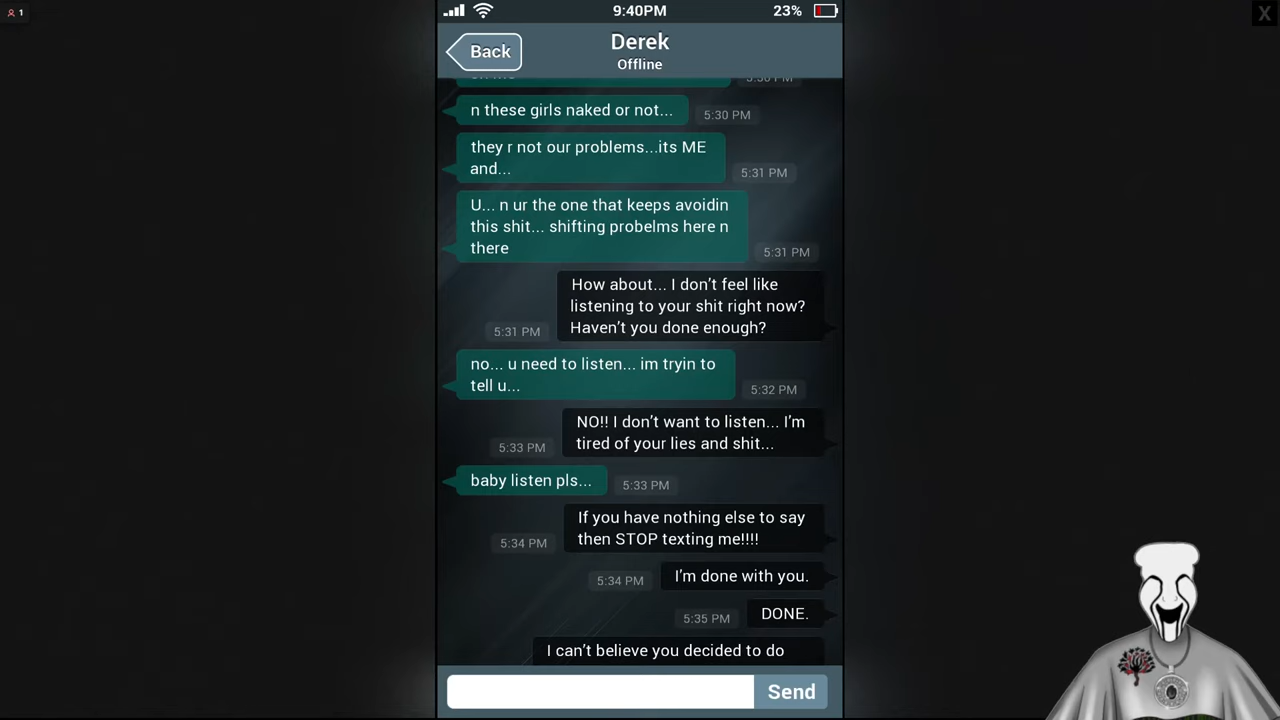 1
9:40PM
23%
X
Back
Derek
Offline
5:30 PM
n these girls naked or not...
5:30 PM
they r not our problems...its ME
and...
5:31 PM
U... n ur the one that keeps avoidin
this shit... shifting probelms here n
there
5:31 PM
How about... I don't feel like
listening to your shit right now?
Haven't you done enough?
5:31 PM
no... u need to listen... im tryin to
tell u...
5:32 PM
NO!! I don't want to listen... I'm
tired of your lies and shit...
5:33 PM
baby listen pls...
5:33 PM
If you have nothing else to say
then STOP texting me!!!!
5:34 PM
I'm done with you.
5:34 PM
DONE.
5:35 PM
I can't believe you decided to do
Send